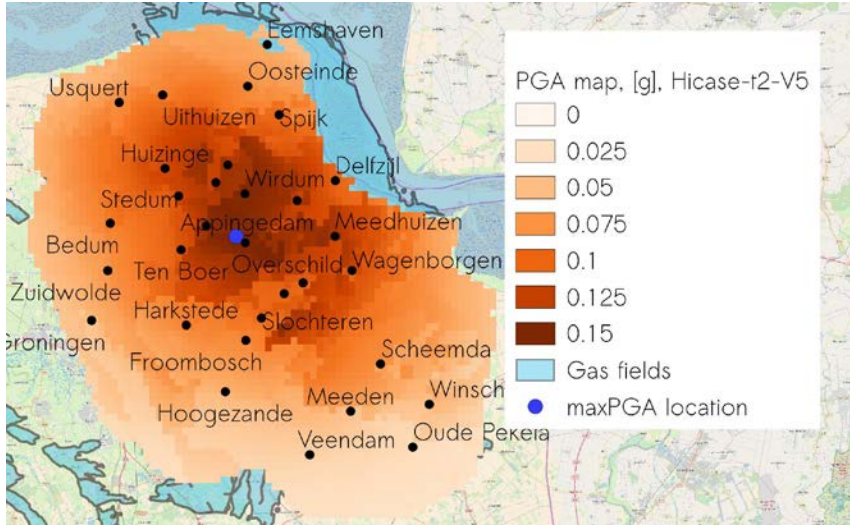 Eemshaven
Oosteinde
Usquert
Uithuizen
Spijk
Huizinge
Delfzijl
Stedum
Wirdum
Appingedam
Meedhuizen
Bedum
Ten Boer
Overschild
Wagenborgen
Zuidwolde
Harkstede
Slochteren
Groningen
Froombosch
Scheemda
Meeden
Winsch
Hoogezande
Veendam
Oude Pekela
PGA map, [g], Hicase-t2-V5
0
0.025
0.05
0.075
0.1
0.125
0.15
Gas fields
maxPGA location